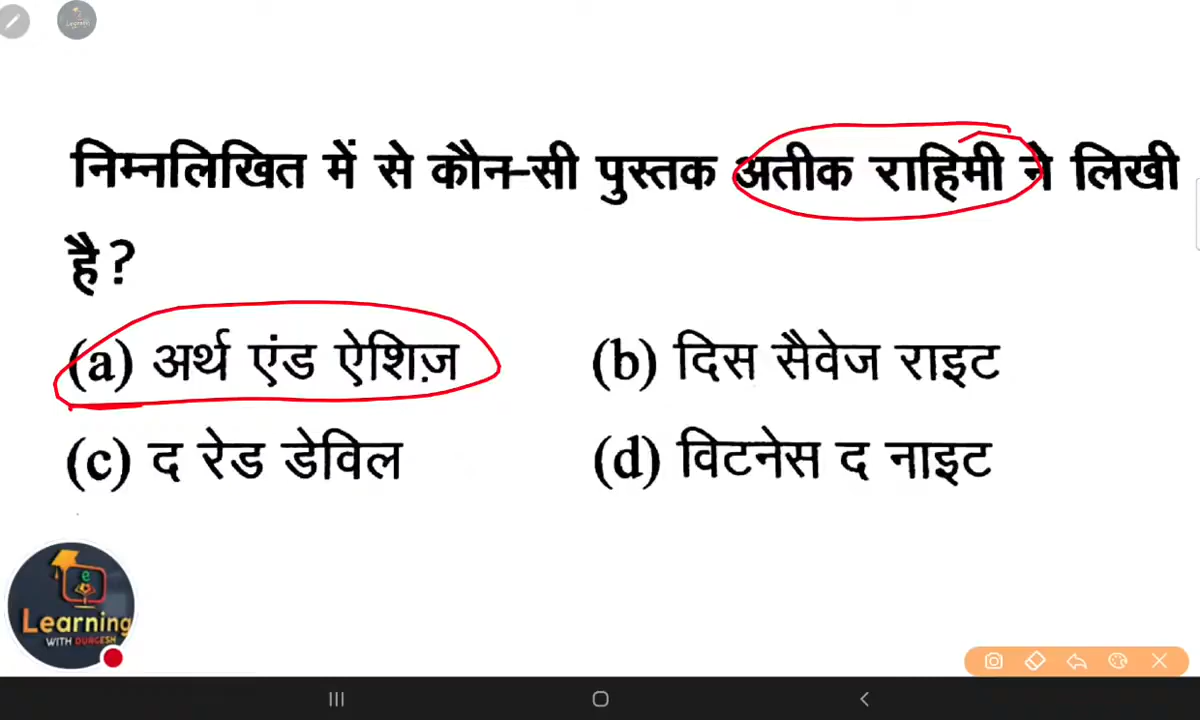 निम्नलिखित में से कौन-सी पुस्तक अतीक राहिमी ने लिखी
है?
(a) अर्थ एंड ऐशिज़ (b) दिस सैवेज राइट
(c) द रेड डेविल (d) विटनेस द नाइट
e
Learning
WITH DURGESH